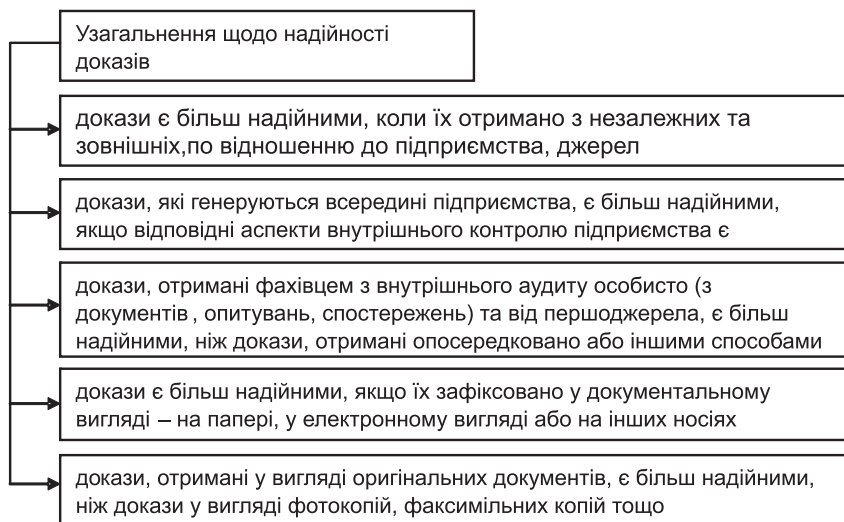 Узагальнення щодо надійності
доказів
докази є більш надійними, коли їх отримано з незалежних та
зовнішніх,по відношенню до підприємства, джерел
докази, які генеруються всередині підприємства, є більш надійними,
якщо відповідні аспекти внутрішнього контролю підприємства є
докази, отримані фахівцем з внутрішнього аудиту особисто (з
документів, опитувань, спостережень) та від першоджерела, є більш
надійними, ніж докази, отримані опосередковано або іншими способами
докази є більш надійними, якщо їх зафіксовано у документальному
вигляді – на папері, у електронному вигляді або на інших носіях
докази, отримані у вигляді оригінальних документів, є більш надійними,
ніж докази у вигляді фотокопій, факсимільних копій тощо